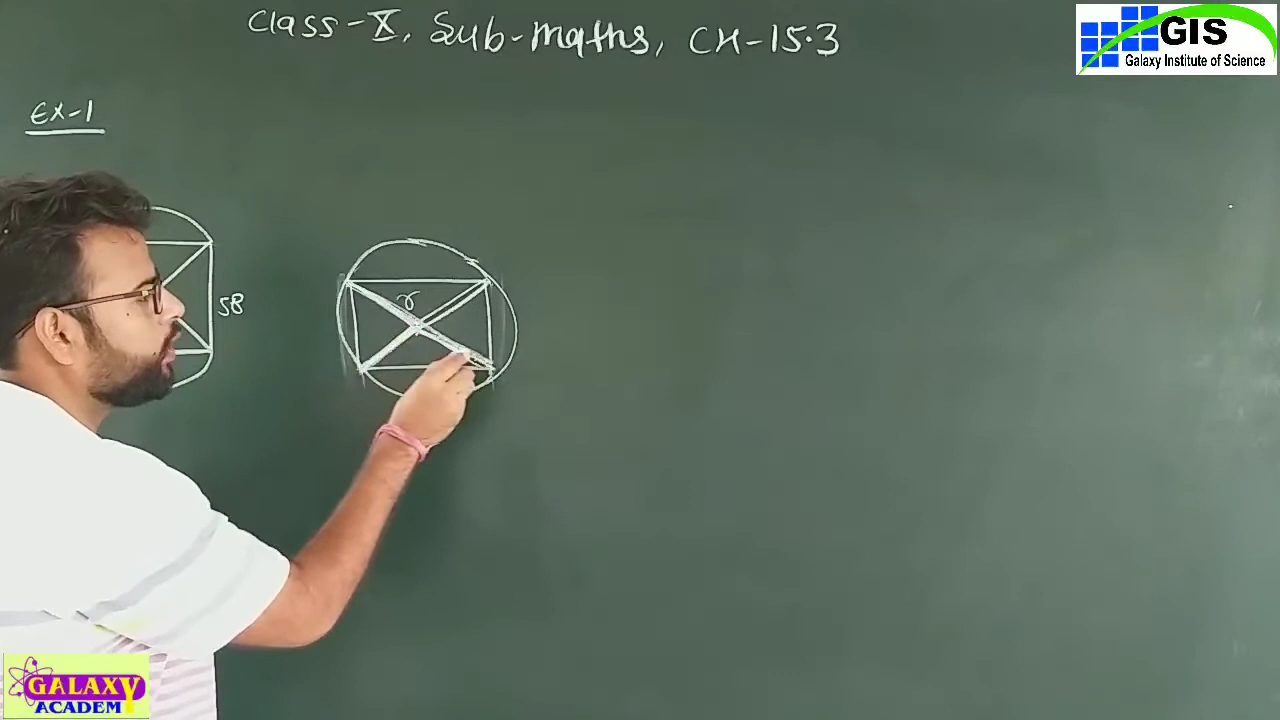 Class-X, Sub-maths, CH-15.3
GIS
Galaxy Institute of Science
Ex-1
58
r
GALAXY
ACADEM